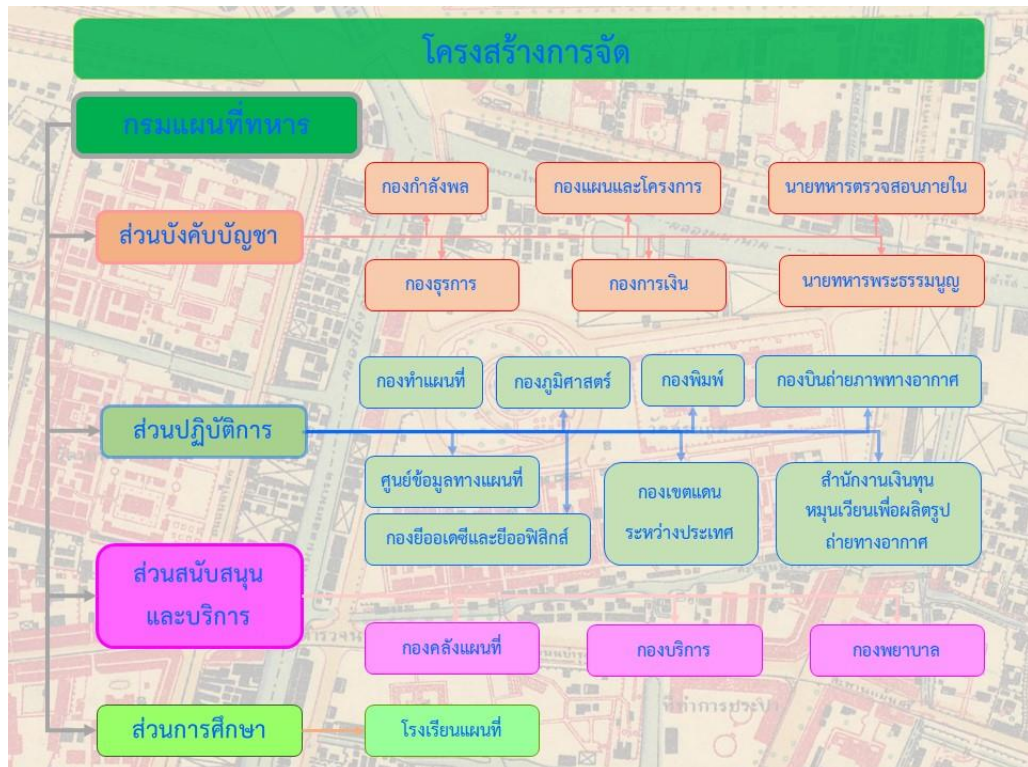 โครงสร้างการจัด
กรมแผนที่ทหาร
ส่วนบังคับบัญชา
กองกำลังพล
กองแผนและโครงการ
นายทหารตรวจสอบภายใน
กองธุรการ
กองการเงิน
นายทหารพระธรรมนูญ
ส่วนปฏิบัติการ
กองทำแผนที่
กองภูมิศาสตร์
กองพิมพ์
กองบินถ่ายภาพทางอากาศ
ศูนย์ข้อมูลทางแผนที่
กองยีออเดซีและยีออฟิสิกส์
กองเขตแดน
ระหว่างประเทศ
สำนักงานเงินทุน
หมุนเวียนเพื่อผลิตรูป
ถ่ายทางอากาศ
ส่วนสนับสนุน
และบริการ
กองคลังแผนที่
กองบริการ
กองพยาบาล
ส่วนการศึกษา
โรงเรียนแผนที่